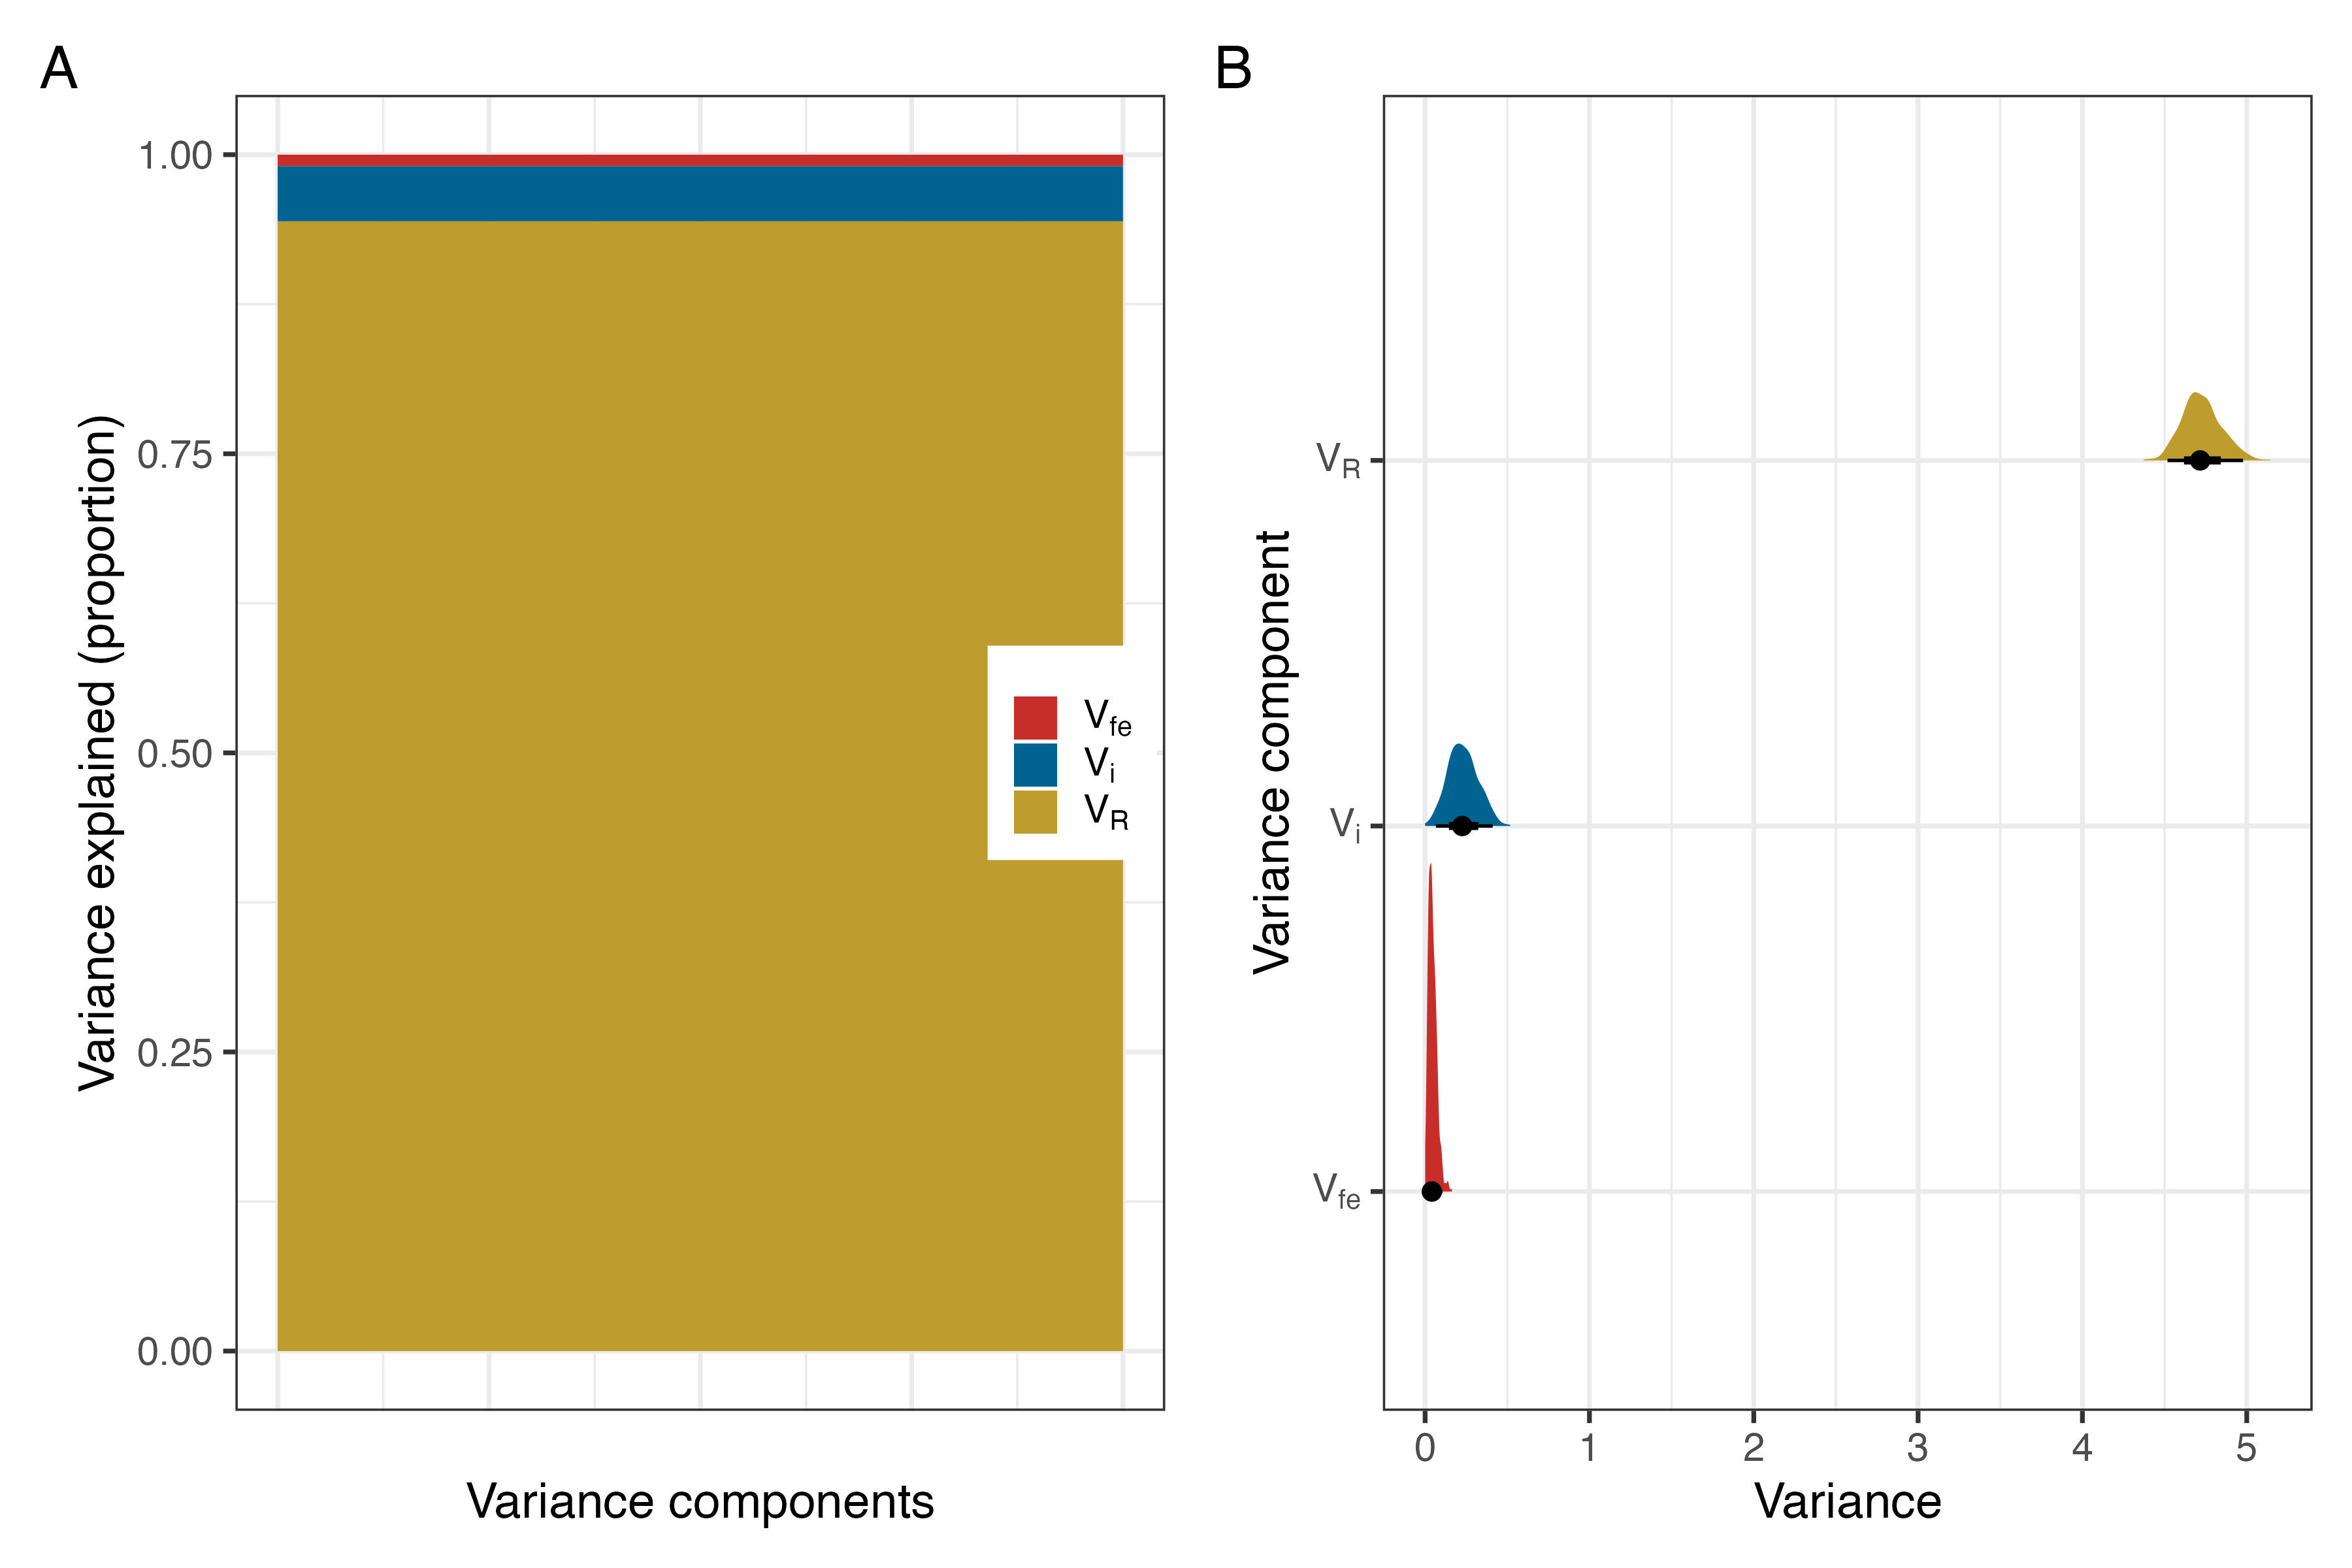 A
Variance explained (proportion)
1.00
0.75
0.50
0.25
0.00
Vfe
Vi
VR
Variance components
B
Variance component
VR
Vi
Vfe
0 1 2 3 4 5
Variance